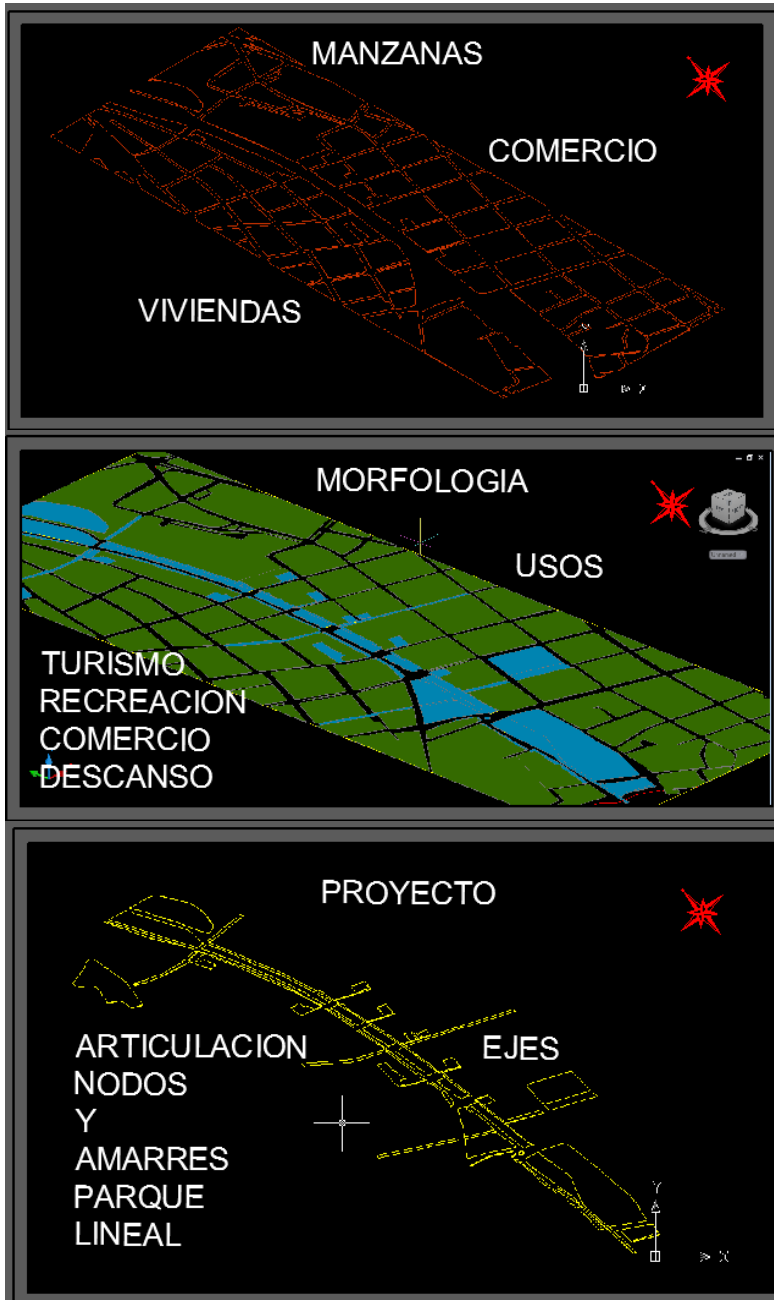 MANZANAS
COMERCIO
VIVIENDAS
Y
X
MORFOLOGIA
USOS
TURISMO
RECREACION
COMERCIO
DESCANSO
PROYECTO
ARTICULACION
NODOS
Y
AMARRES
PARQUE
LINEAL
EJES
Y
X